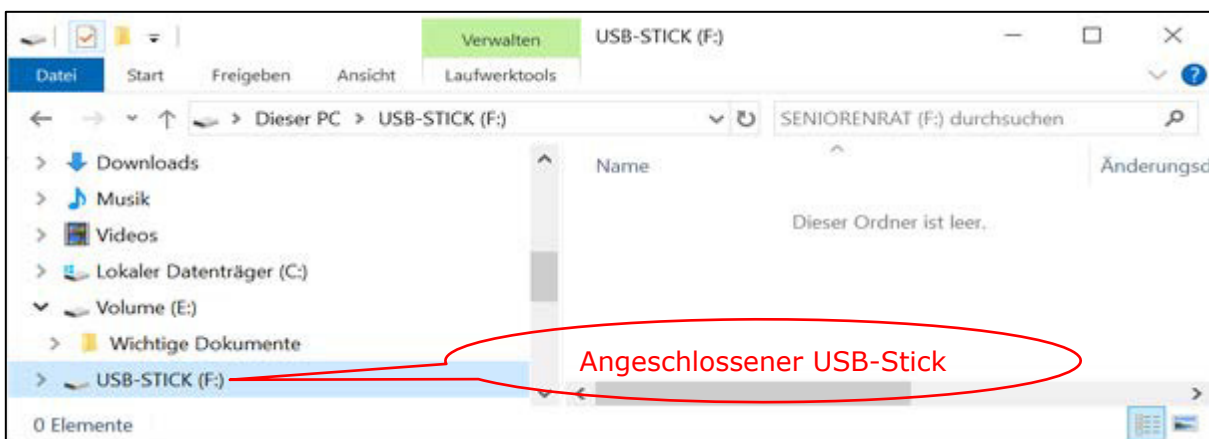 Verwalten USB-STICK (F:)
Datei Start Freigeben Ansicht Laufwerktools
Dieser PC > USB-STICK (F:) SENIORENRAT (F:) durchsuchen
Downloads
Name Änderungsd
Musik
Dieser Ordner ist leer.
Videos
Lokaler Datenträger (C:)
Volume (E:)
Wichtige Dokumente
Angeschlossener USB-Stick
USB-STICK (F:)
0 Elemente